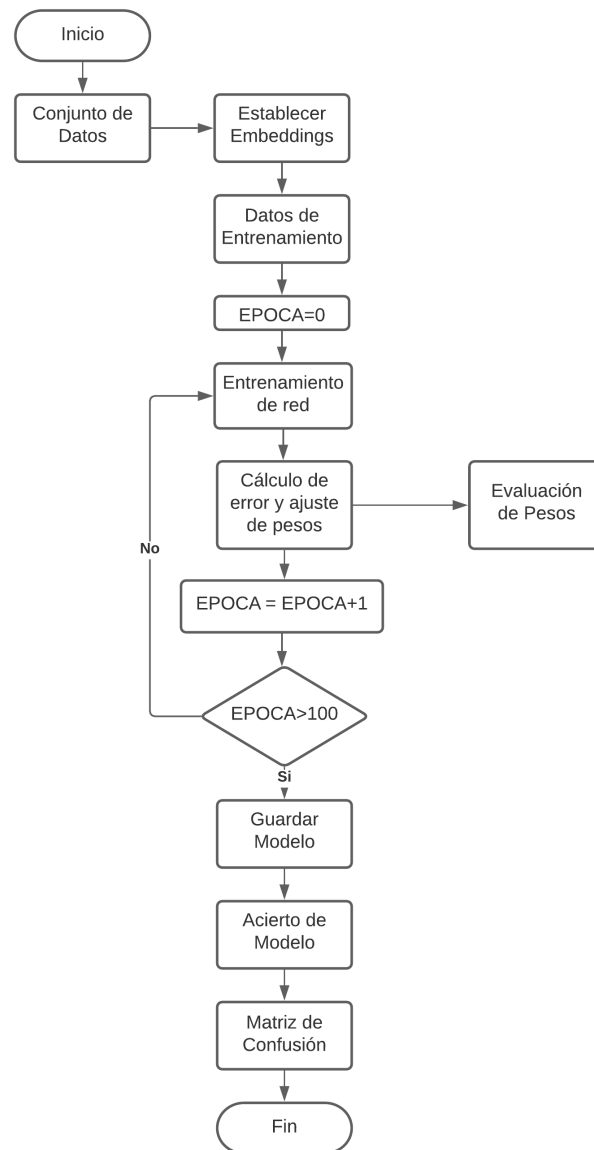 Inicio
Conjunto de
Datos
Establecer
Embeddings
Datos de
Entrenamiento
EPOCA=0
Entrenamiento
de red
Cálculo de
error y ajuste
de pesos
Evaluación
de Pesos
No
EPOCA = EPOCA+1
EPOCA>100
Si
Guardar
Modelo
Acierto de
Modelo
Matriz de
Confusión
Fin